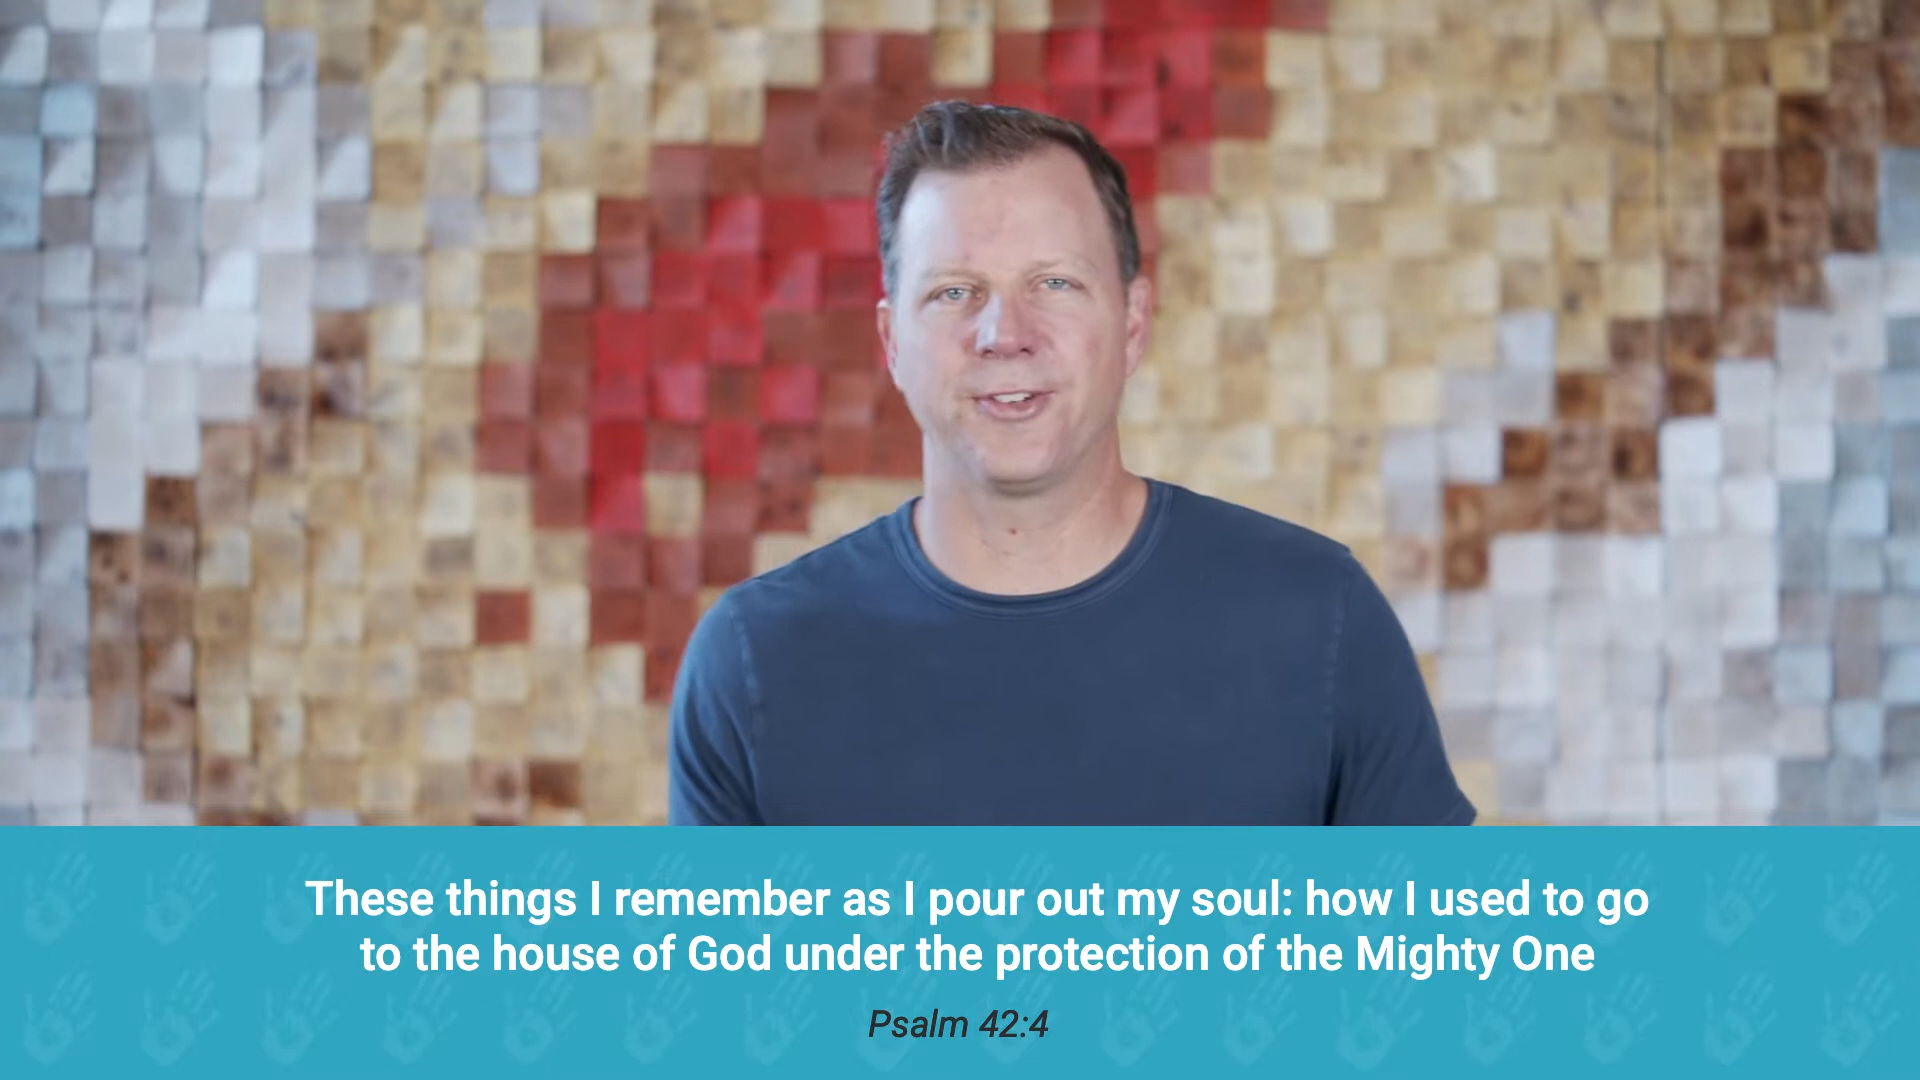 These things I remember as I pour out my soul: how I used to go
to the house of God under the protection of the Mighty One
Psalm 42:4